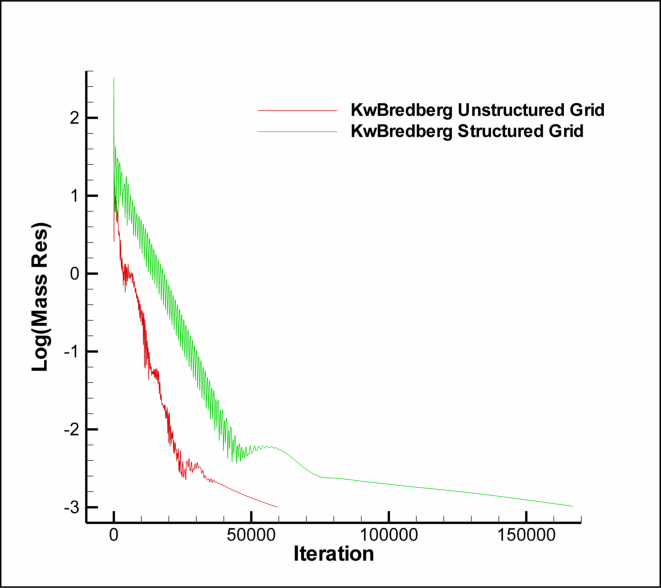 KwBredberg Unstructured Grid
KwBredberg Structured Grid
2
1
0
-1
-2
-3
Log(Mass Res)
0 50000 100000 150000
Iteration